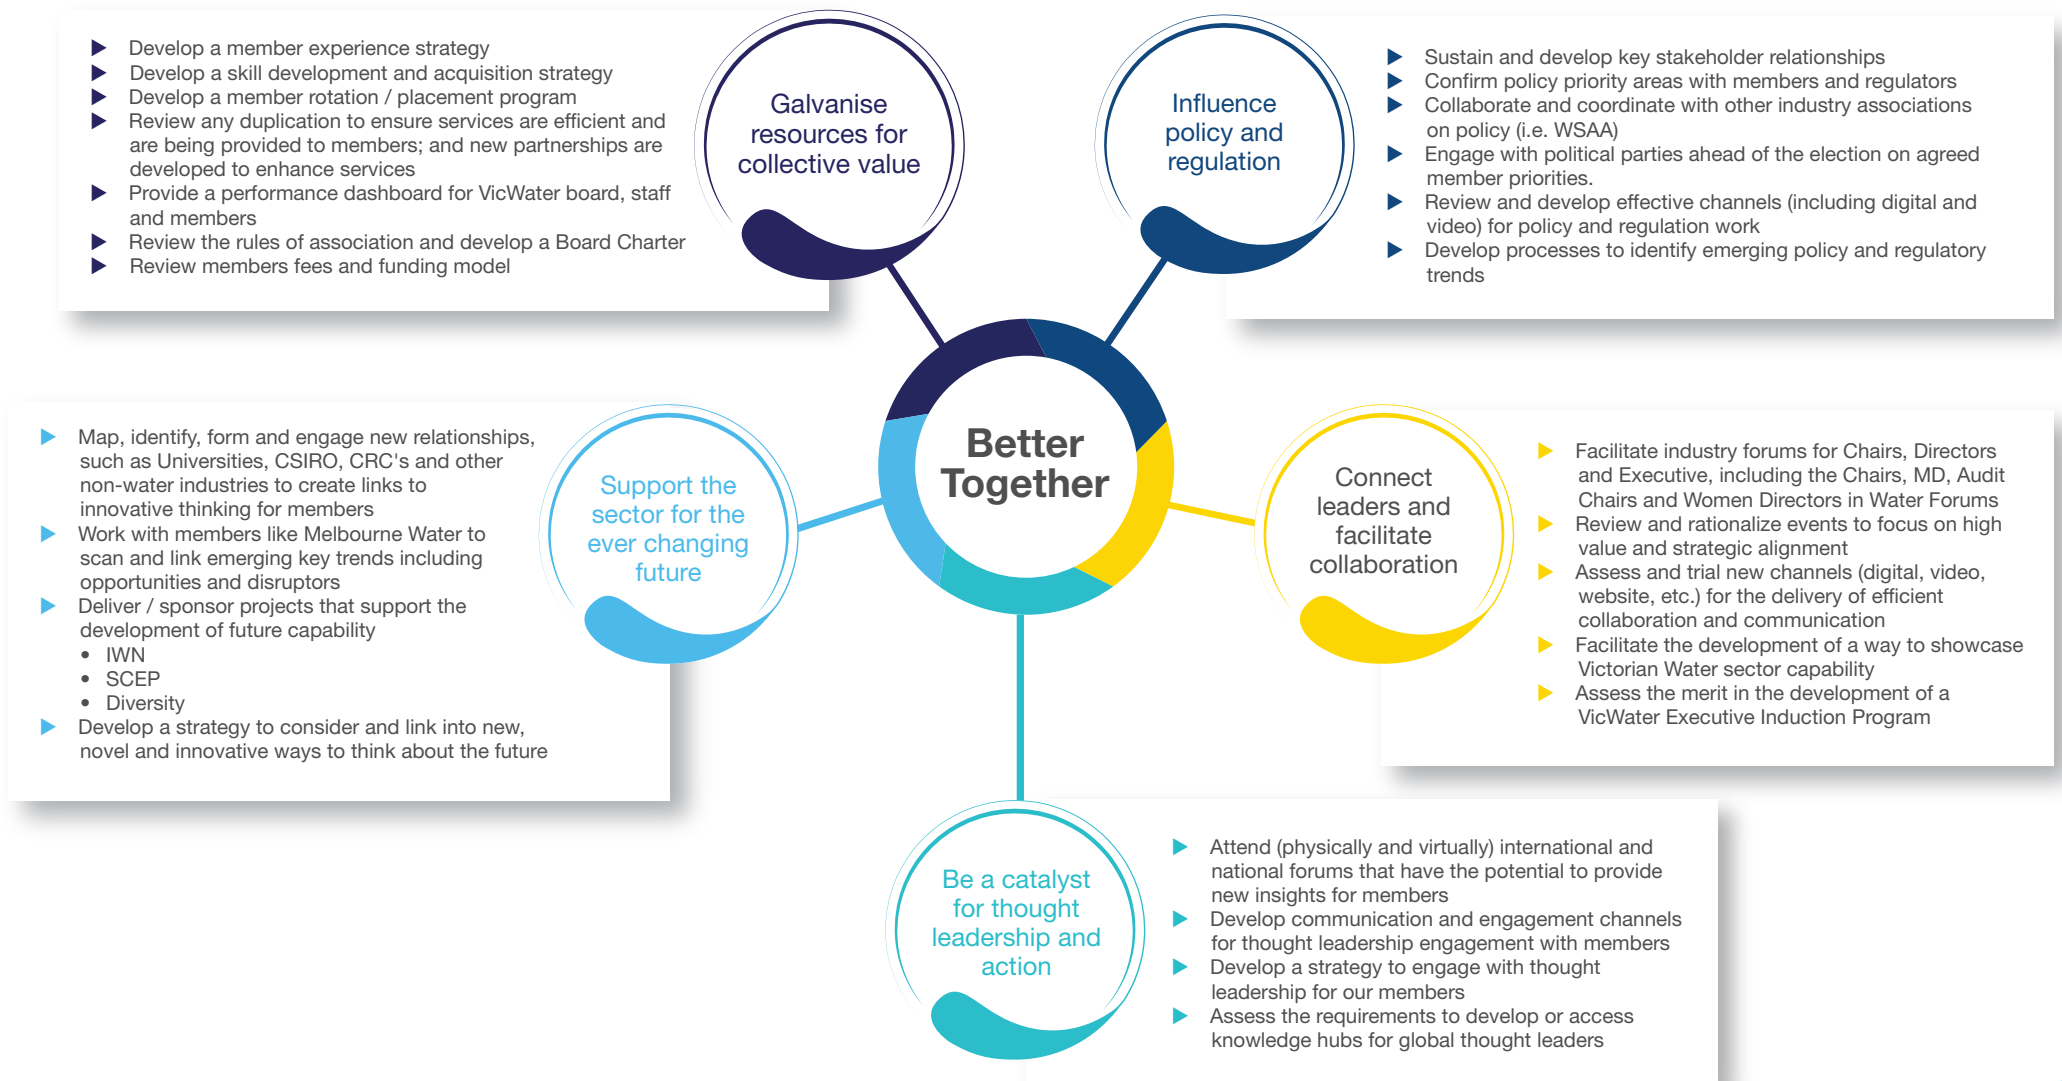 ▶ Develop a member experience strategy
▶ Develop a skill development and acquisition strategy
▶ Develop a member rotation / placement program
▶ Review any duplication to ensure services are efficient and
are being provided to members; and new partnerships are
developed to enhance services
▶ Provide a performance dashboard for VicWater board, staff
and members
▶ Review the rules of association and develop a Board Charter
▶ Review members fees and funding model
Galvanise
resources for
collective value
Influence
policy and
regulation
▶ Sustain and develop key stakeholder relationships
▶ Confirm policy priority areas with members and regulators
▶ Collaborate and coordinate with other industry associations
on policy (i.e. WSAA)
▶ Engage with political parties ahead of the election on agreed
member priorities.
▶ Review and develop effective channels (including digital and
video) for policy and regulation work
▶ Develop processes to identify emerging policy and regulatory
trends
▶ Map, identify, form and engage new relationships,
such as Universities, CSIRO, CRC's and other
non-water industries to create links to
innovative thinking for members
▶ Work with members like Melbourne Water to
scan and link emerging key trends including
opportunities and disruptors
▶ Deliver / sponsor projects that support the
development of future capability
• IWN
• SCEP
• Diversity
▶ Develop a strategy to consider and link into new,
novel and innovative ways to think about the future
Support the
sector for the
ever changing
future
Better
Together
Connect
leaders and
facilitate
collaboration
▶ Facilitate industry forums for Chairs, Directors
and Executive, including the Chairs, MD, Audit
Chairs and Women Directors in Water Forums
▶ Review and rationalize events to focus on high
value and strategic alignment
▶ Assess and trial new channels (digital, video,
website, etc.) for the delivery of efficient
collaboration and communication
▶ Facilitate the development of a way to showcase
Victorian Water sector capability
▶ Assess the merit in the development of a
VicWater Executive Induction Program
Be a catalyst
for thought
leadership and
action
▶ Attend (physically and virtually) international and
national forums that have the potential to provide
new insights for members
▶ Develop communication and engagement channels
for thought leadership engagement with members
▶ Develop a strategy to engage with thought
leadership for our members
▶ Assess the requirements to develop or access
knowledge hubs for global thought leaders